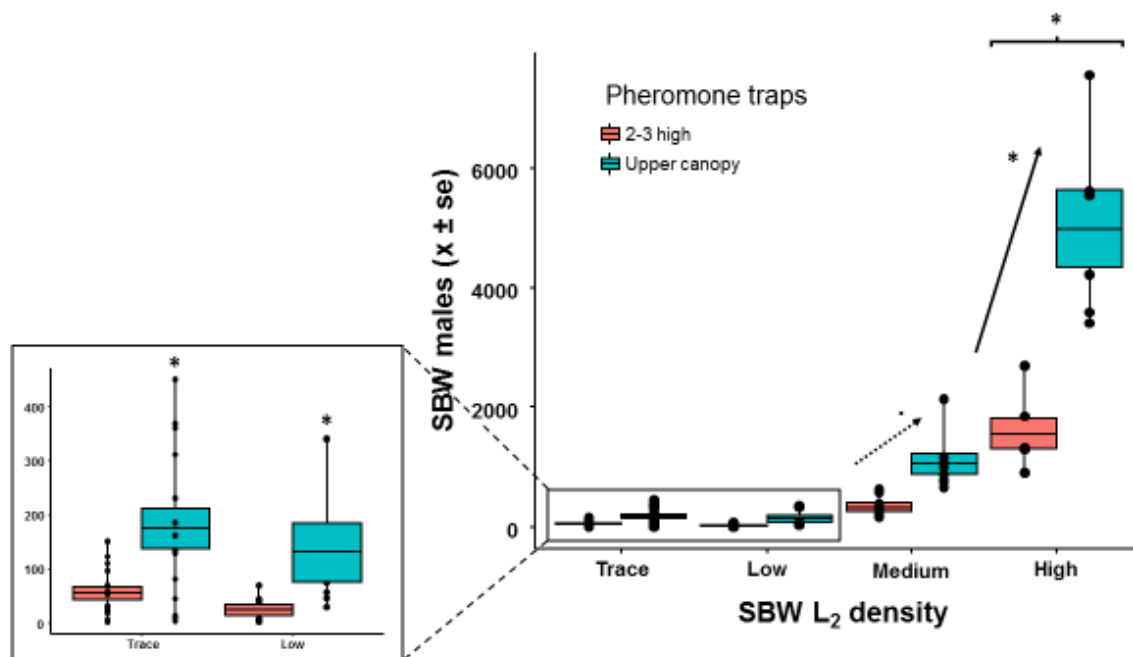 *
Pheromone traps
2-3 high
Upper canopy
SBW males (x ± se)
6000
4000
2000
0
*
.
*
*
400
300
200
100
0
Trace
Low
Trace
Low
Medium
High
SBW L₂ density